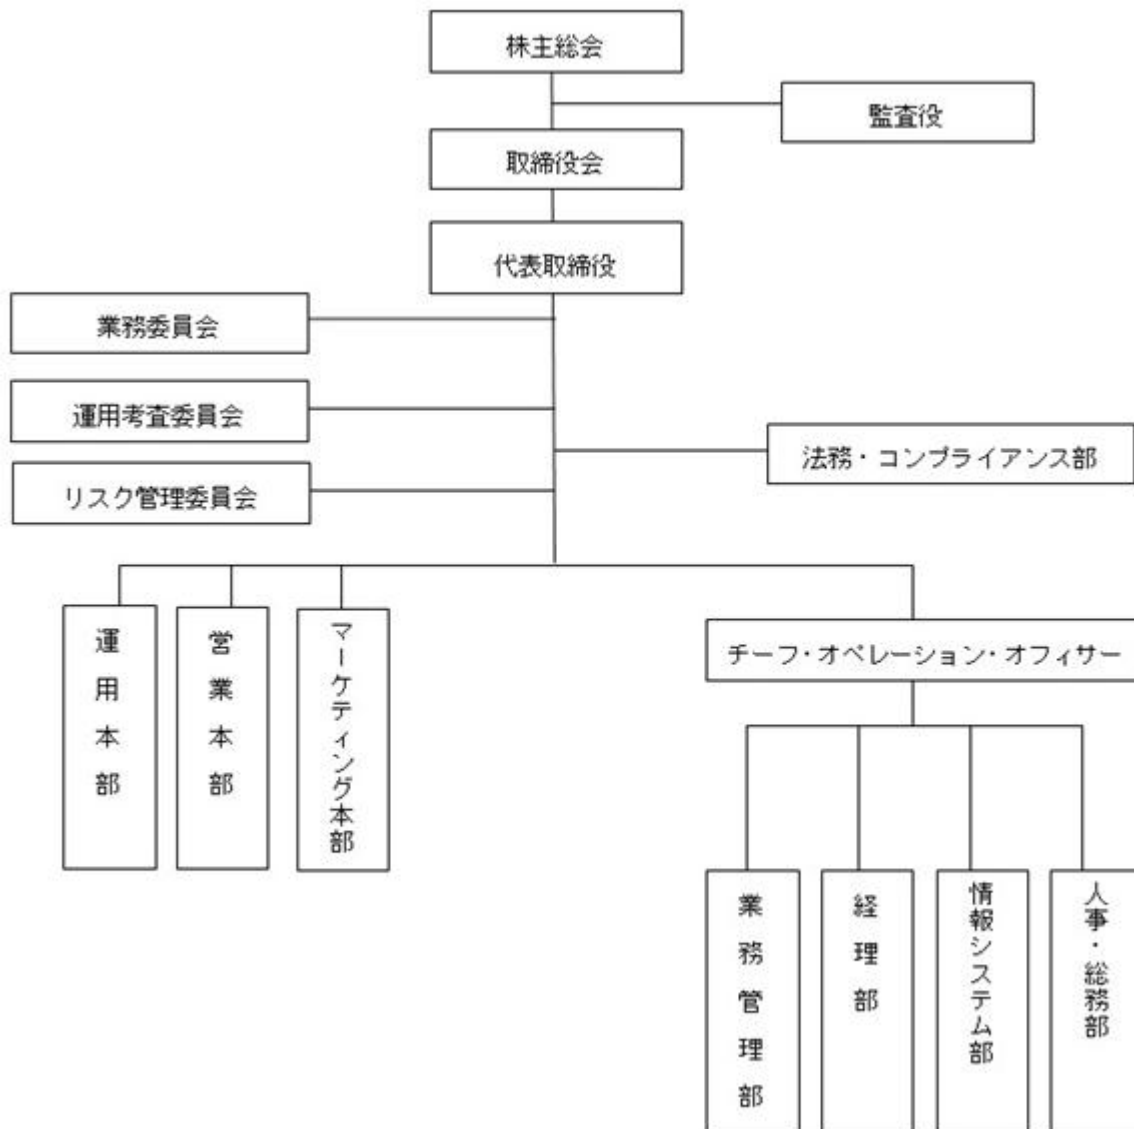 株主総会
監査役
取締役会
代表取締役
業務委員会
運用考査委員会
法務・コンプライアンス部
リスク管理委員会
運用本部
営業本部
マーケティング本部
チーフ・オペレーション・オフィサー
業務管理部
経理部
情報システム部
人事・総務部